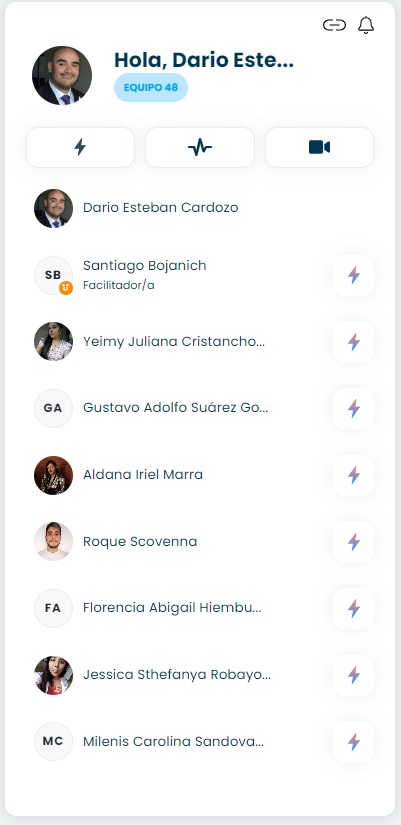 Hola, Dario Este...
EQUIPO 48
Dario Esteban Cardozo
SB
Santiago Bojanich
Facilitador/a
Yeimy Juliana Cristancho...
GA
Gustavo Adolfo Suárez Go...
Aldana Iriel Marra
Roque Scovenna
FA
Florencia Abigail Hiembu...
Jessica Sthefanya Robayo...
MC
Milenis Carolina Sandova...